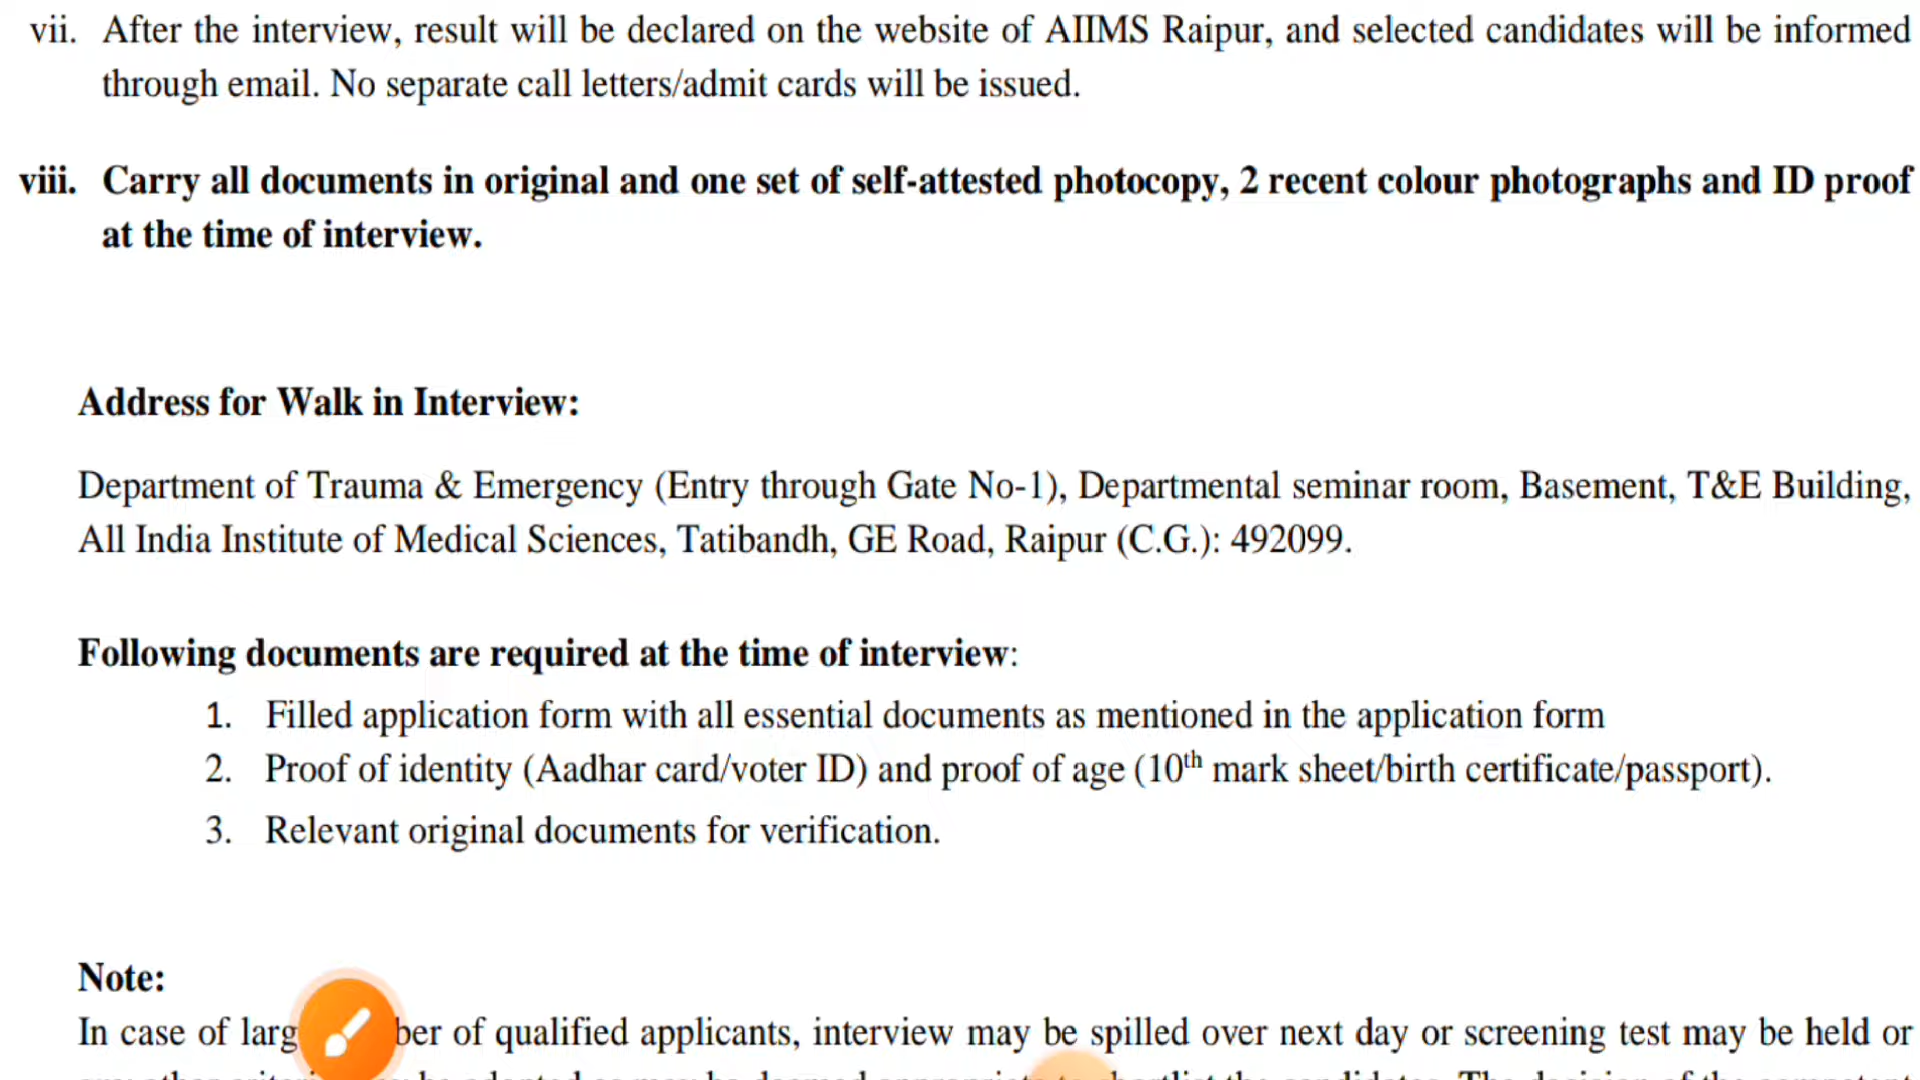 vii. After the interview, result will be declared on the website of AIIMS Raipur, and selected candidates will be informed
through email. No separate call letters/admit cards will be issued.
viii. Carry all documents in original and one set of self-attested photocopy, 2 recent colour photographs and ID proof
at the time of interview.
Address for Walk in Interview:
Department of Trauma & Emergency (Entry through Gate No-1), Departmental seminar room, Basement, T&E Building,
All India Institute of Medical Sciences, Tatibandh, GE Road, Raipur (C.G.): 492099.
Following documents are required at the time of interview:
1. Filled application form with all essential documents as mentioned in the application form
2. Proof of identity (Aadhar card/voter ID) and proof of age (10th mark sheet/birth certificate/passport).
3. Relevant original documents for verification.
Note:
In case of larg ber of qualified applicants, interview may be spilled over next day or screening test may be held or